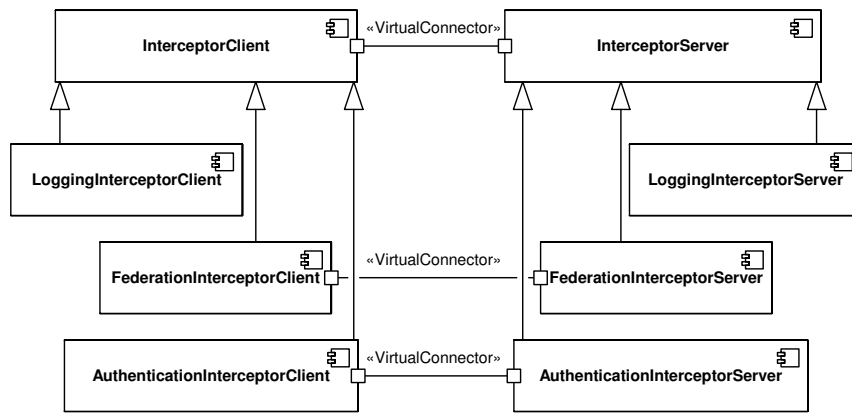 «VirtualConnector»
InterceptorClient
InterceptorServer
LoggingInterceptorClient
LoggingInterceptorServer
«VirtualConnector»
FederationInterceptorClient
FederationInterceptorServer
«VirtualConnector»
AuthenticationInterceptorClient
AuthenticationInterceptorServer